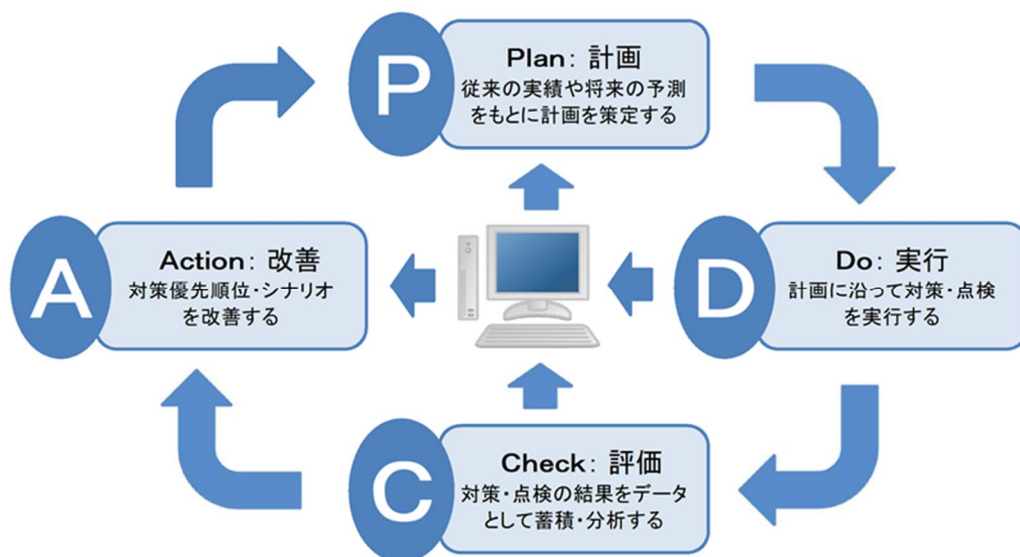 P
Plan: 計画
従来の実績や将来の予測
をもとに計画を策定する
A
Action: 改善
対策優先順位・シナリオ
を改善する
D
Do: 実行
計画に沿って対策・点検
を実行する
C
Check: 評価
対策・点検の結果をデータ
として蓄積・分析する